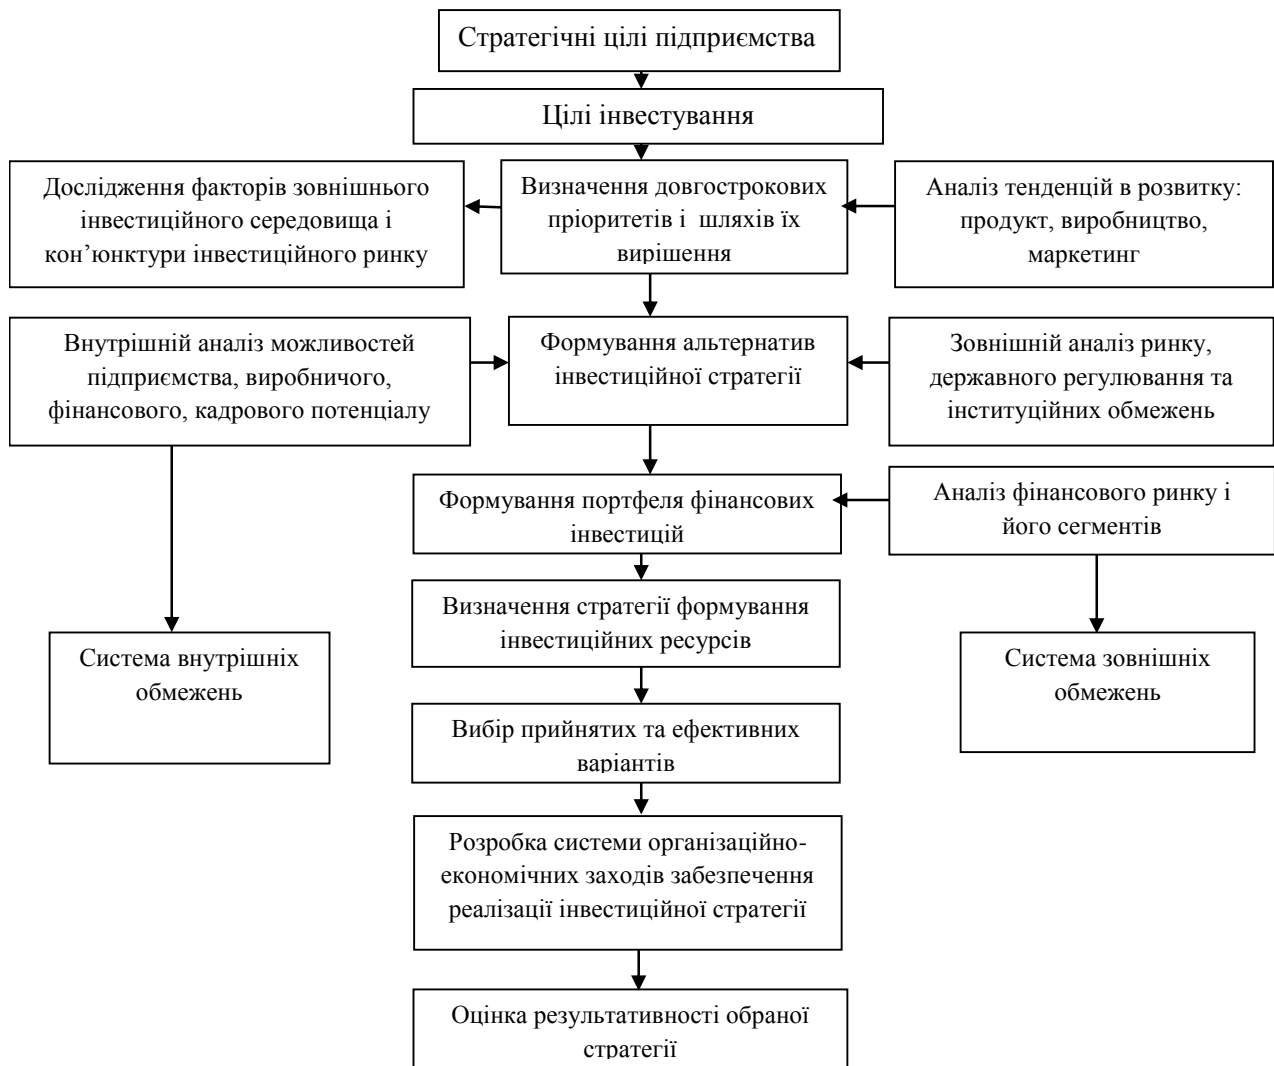 Стратегічні цілі підприємства
Цілі інвестування
Дослідження факторів зовнішнього
інвестиційного середовища і
кон’юнктури інвестиційного ринку
Визначення довгострокових
пріоритетів і шляхів їх
вирішення
Аналіз тенденцій в розвитку:
продукт, виробництво,
маркетинг
Внутрішній аналіз можливостей
підприємства, виробничого,
фінансового, кадрового потенціалу
Формування альтернатив
інвестиційної стратегії
Зовнішній аналіз ринку,
державного регулювання та
інституційних обмежень
Формування портфеля фінансових
інвестицій
Аналіз фінансового ринку і
його сегментів
Визначення стратегії формування
інвестиційних ресурсів
Система внутрішніх
обмежень
Система зовнішніх
обмежень
Вибір прийнятих та ефективних
варіантів
Розробка системи організаційно-
економічних заходів забезпечення
реалізації інвестиційної стратегії
Оцінка результативності обраної
стратегії